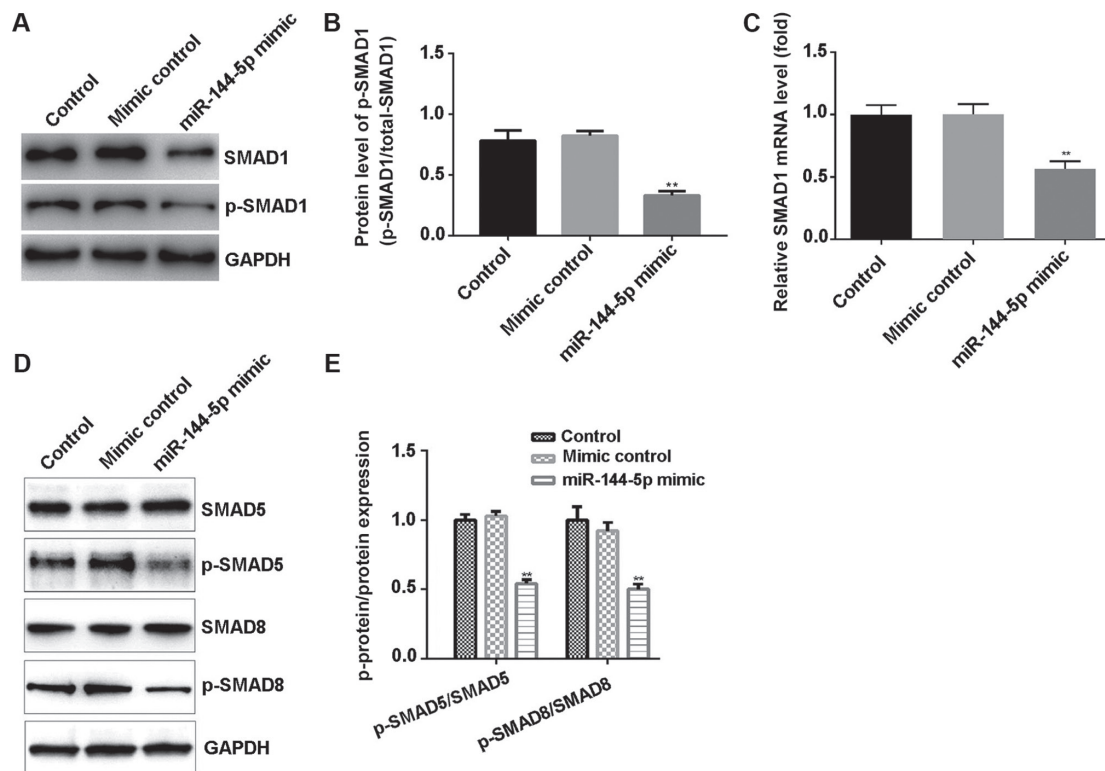 A
Control
Mimic control
miR-144-5p mimic
SMAD1
p-SMAD1
GAPDH
B
Protein level of p-SMAD1
(p-SMAD1/total-SMAD1)
1.5
1.0
0.5
0.0
**
Control
Mimic control
miR-144-5p mimic
C
Relative SMAD1 mRNA level (fold)
1.5
1.0
0.5
0.0
**
Control
Mimic control
miR-144-5p mimic
D
Control
Mimic control
miR-144-5p mimic
SMAD5
p-SMAD5
SMAD8
p-SMAD8
GAPDH
E
Control
Mimic control
miR-144-5p mimic
p-protein/protein expression
1.5
1.0
0.5
0.0
**
**
p-SMAD5/SMAD5
p-SMAD8/SMAD8